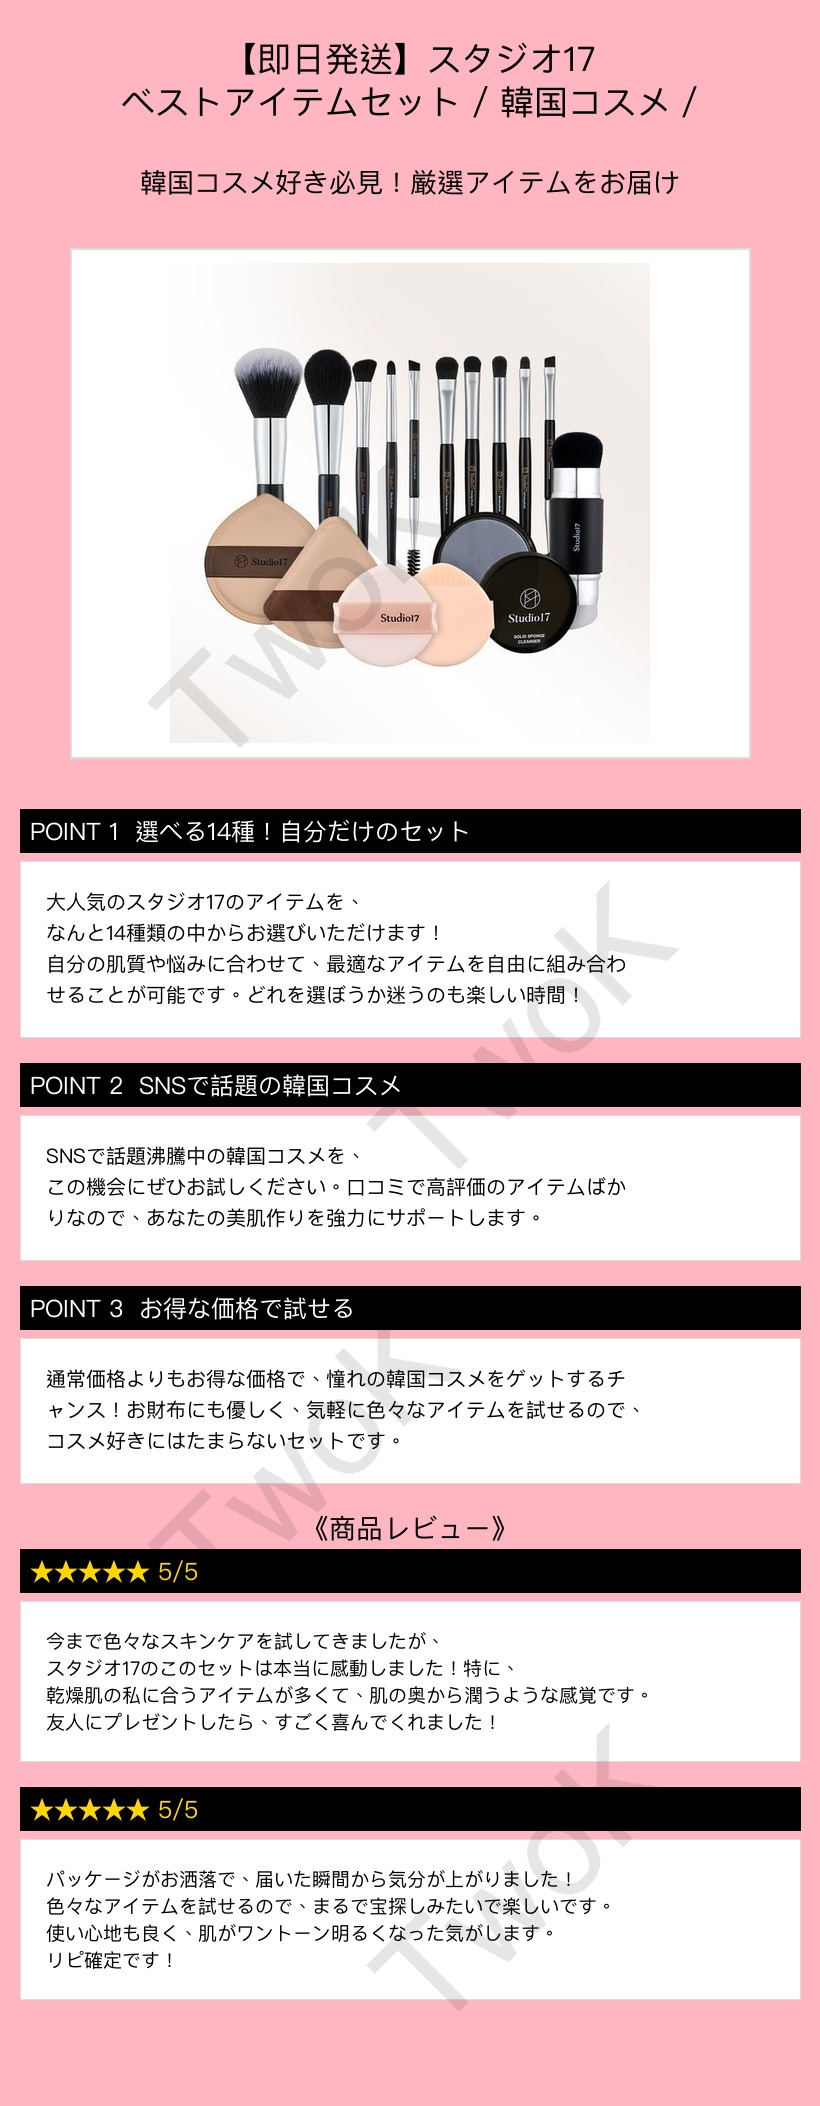 【即日発送】スタジオ17
ベストアイテムセット / 韓国コスメ /
韓国コスメ好き必見！厳選アイテムをお届け
Studio17
Studio17
Studio17
Studio17
SOLID SPONGE
CLEANSER
TwoK
POINT 1 選べる14種！自分だけのセット
大人気のスタジオ17のアイテムを、
なんと14種類の中からお選びいただけます！
自分の肌質や悩みに合わせて、最適なアイテムを自由に組み合わ
せることが可能です。どれを選ぼうか迷うのも楽しい時間！
TwoK
POINT 2 SNSで話題の韓国コスメ
SNSで話題沸騰中の韓国コスメを、
この機会にぜひお試しください。口コミで高評価のアイテムばか
りなので、あなたの美肌作りを強力にサポートします。
POINT 3 お得な価格で試せる
通常価格よりもお得な価格で、憧れの韓国コスメをゲットするチ
ャンス！お財布にも優しく、気軽に色々なアイテムを試せるので、
コスメ好きにはたまらないセットです。
TwoK
《商品レビュー》
★★★★★ 5/5
今まで色々なスキンケアを試してきましたが、
スタジオ17のこのセットは本当に感動しました！特に、
乾燥肌の私に合うアイテムが多くて、肌の奥から潤うような感覚です。
友人にプレゼントしたら、すごく喜んでくれました！
★★★★★ 5/5
パッケージがお洒落で、届いた瞬間から気分が上がりました！
色々なアイテムを試せるので、まるで宝探しみたいで楽しいです。
使い心地も良く、肌がワントーン明るくなった気がします。
リピ確定です！
TwoK